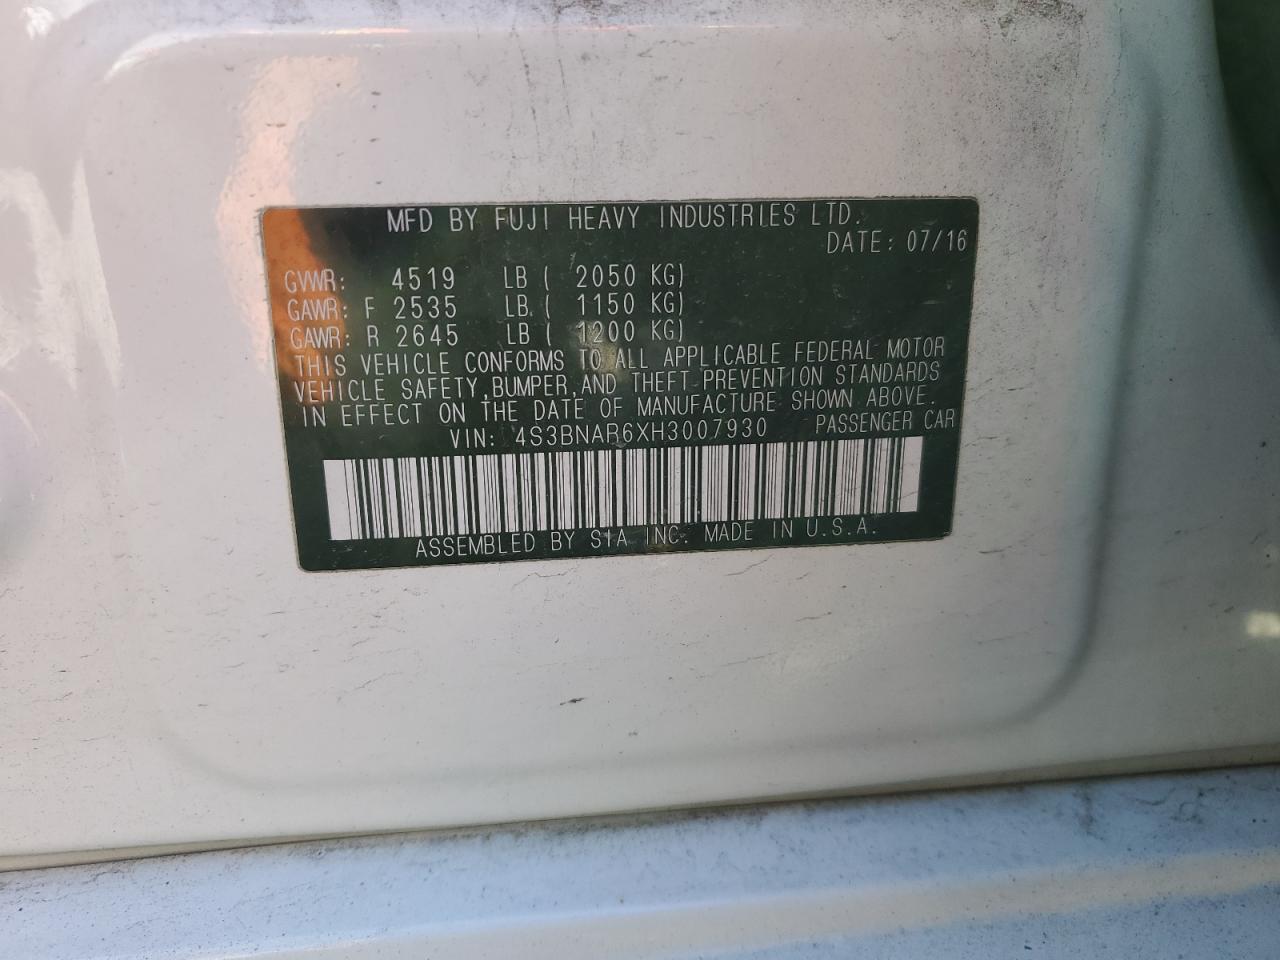 MFD BY FUJI HEAVY INDUSTRIES LTD.
DATE: 07/16
GVWR: 4519 LB ( 2050 KG)
GAWR: F 2535 LB ( 1150 KG)
GAWR: R 2645 LB ( 1200 KG)
THIS VEHICLE CONFORMS TO ALL APPLICABLE FEDERAL MOTOR
VEHICLE SAFETY,BUMPER,AND THEFT PREVENTION STANDARDS
IN EFFECT ON THE DATE OF MANUFACTURE SHOWN ABOVE.
VIN: 4S3BNAR6XH3007930 PASSENGER CAR
ASSEMBLED BY SIA INC. MADE IN U.S.A.